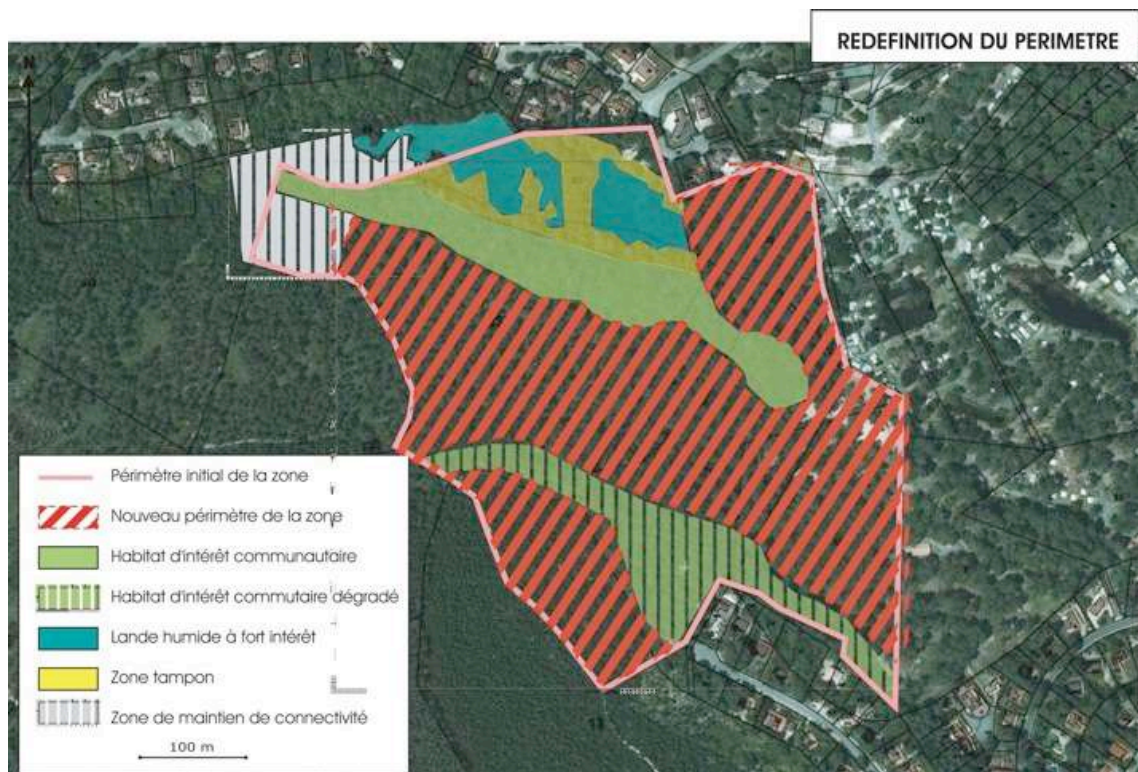 REDEFINITION DU PERIMETRE
N
Périmètre initial de la zone
Nouveau périmètre de la zone
Habitat d'intérêt communautaire
Habitat d'intérêt commutaire dégradé
Lande humide à fort intérêt
Zone tampon
Zone de maintien de connectivité
100 m